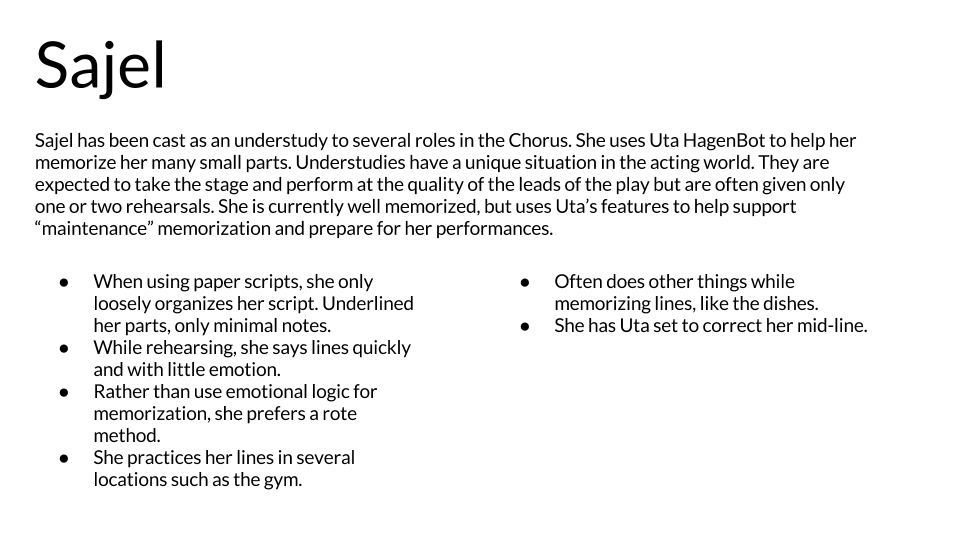 Sajel
Sajel has been cast as an understudy to several roles in the Chorus. She uses Uta HagenBot to help her
memorize her many small parts. Understudies have a unique situation in the acting world. They are
expected to take the stage and perform at the quality of the leads of the play but are often given only
one or two rehearsals. She is currently well memorized, but uses Uta’s features to help support
“maintenance” memorization and prepare for her performances.
● When using paper scripts, she only
loosely organizes her script. Underlined
her parts, only minimal notes.
● While rehearsing, she says lines quickly
and with little emotion.
● Rather than use emotional logic for
memorization, she prefers a rote
method.
● She practices her lines in several
locations such as the gym.
● Often does other things while
memorizing lines, like the dishes.
● She has Uta set to correct her mid-line.